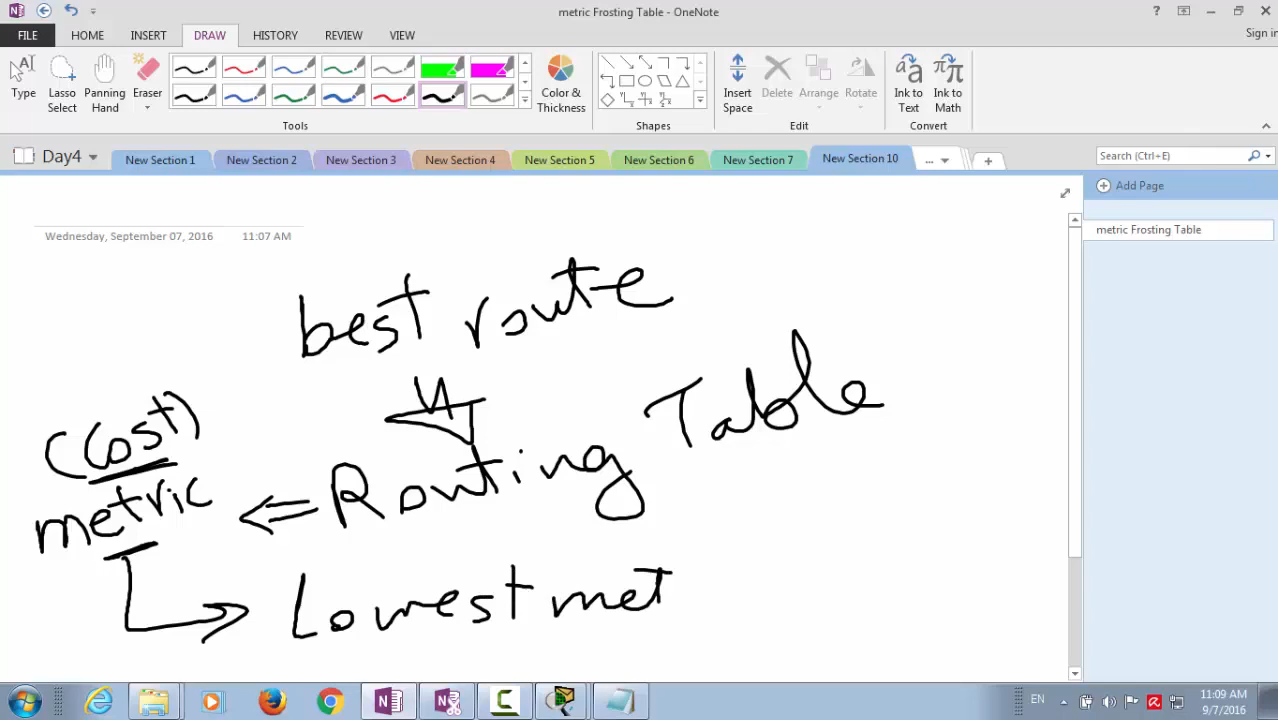 metric Frosting Table - OneNote
Sign in
FILE HOME INSERT DRAW HISTORY REVIEW VIEW
Type
Lasso Select
Panning Hand
Eraser
Color & Thickness
Insert Space
Delete
Arrange
Rotate
Ink to Text
Ink to Math
Tools
Shapes
Edit
Convert
Day4
New Section 1
New Section 2
New Section 3
New Section 4
New Section 5
New Section 6
New Section 7
New Section 10
...
Search (Ctrl+E)
Add Page
metric Frosting Table
Wednesday, September 07, 2016 11:07 AM
best route
Routing Table
(Cost)
metric
Lowest met
EN
11:09 AM
9/7/2016